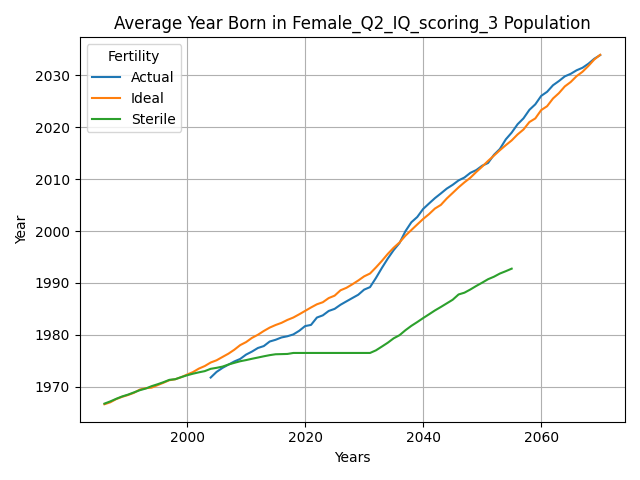 Average Year Born in Female_Q2_IQ_scoring_3 Population
Fertility
Actual
Ideal
Sterile
Year
2030
2020
2010
2000
1990
1980
1970
2000 2020 2040 2060
Years